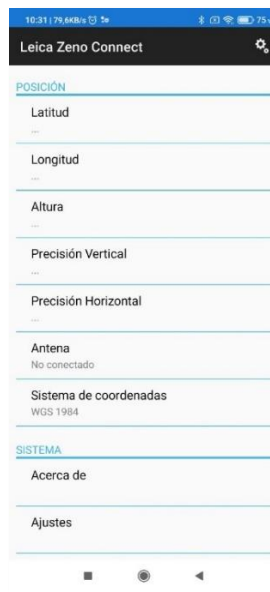 10:31 | 79,6KB/s
75
Leica Zeno Connect
POSICIÓN
Latitud
---
Longitud
---
Altura
---
Precisión Vertical
---
Precisión Horizontal
---
Antena
No conectado
Sistema de coordenadas
WGS 1984
SISTEMA
Acerca de
Ajustes